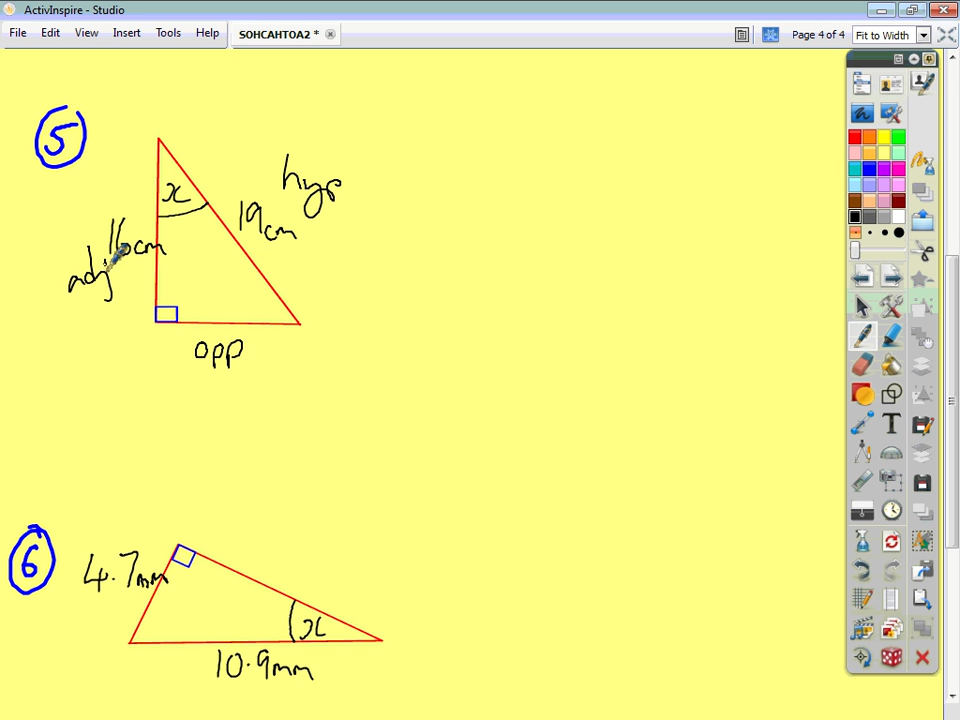 ActivInspire - Studio
File Edit View Insert Tools Help SOHCAHTOA2 * Page 4 of 4 Fit to Width
5
x
hyp
19cm
16cm
adj
opp
6
4.7mm
x
10.9mm
T